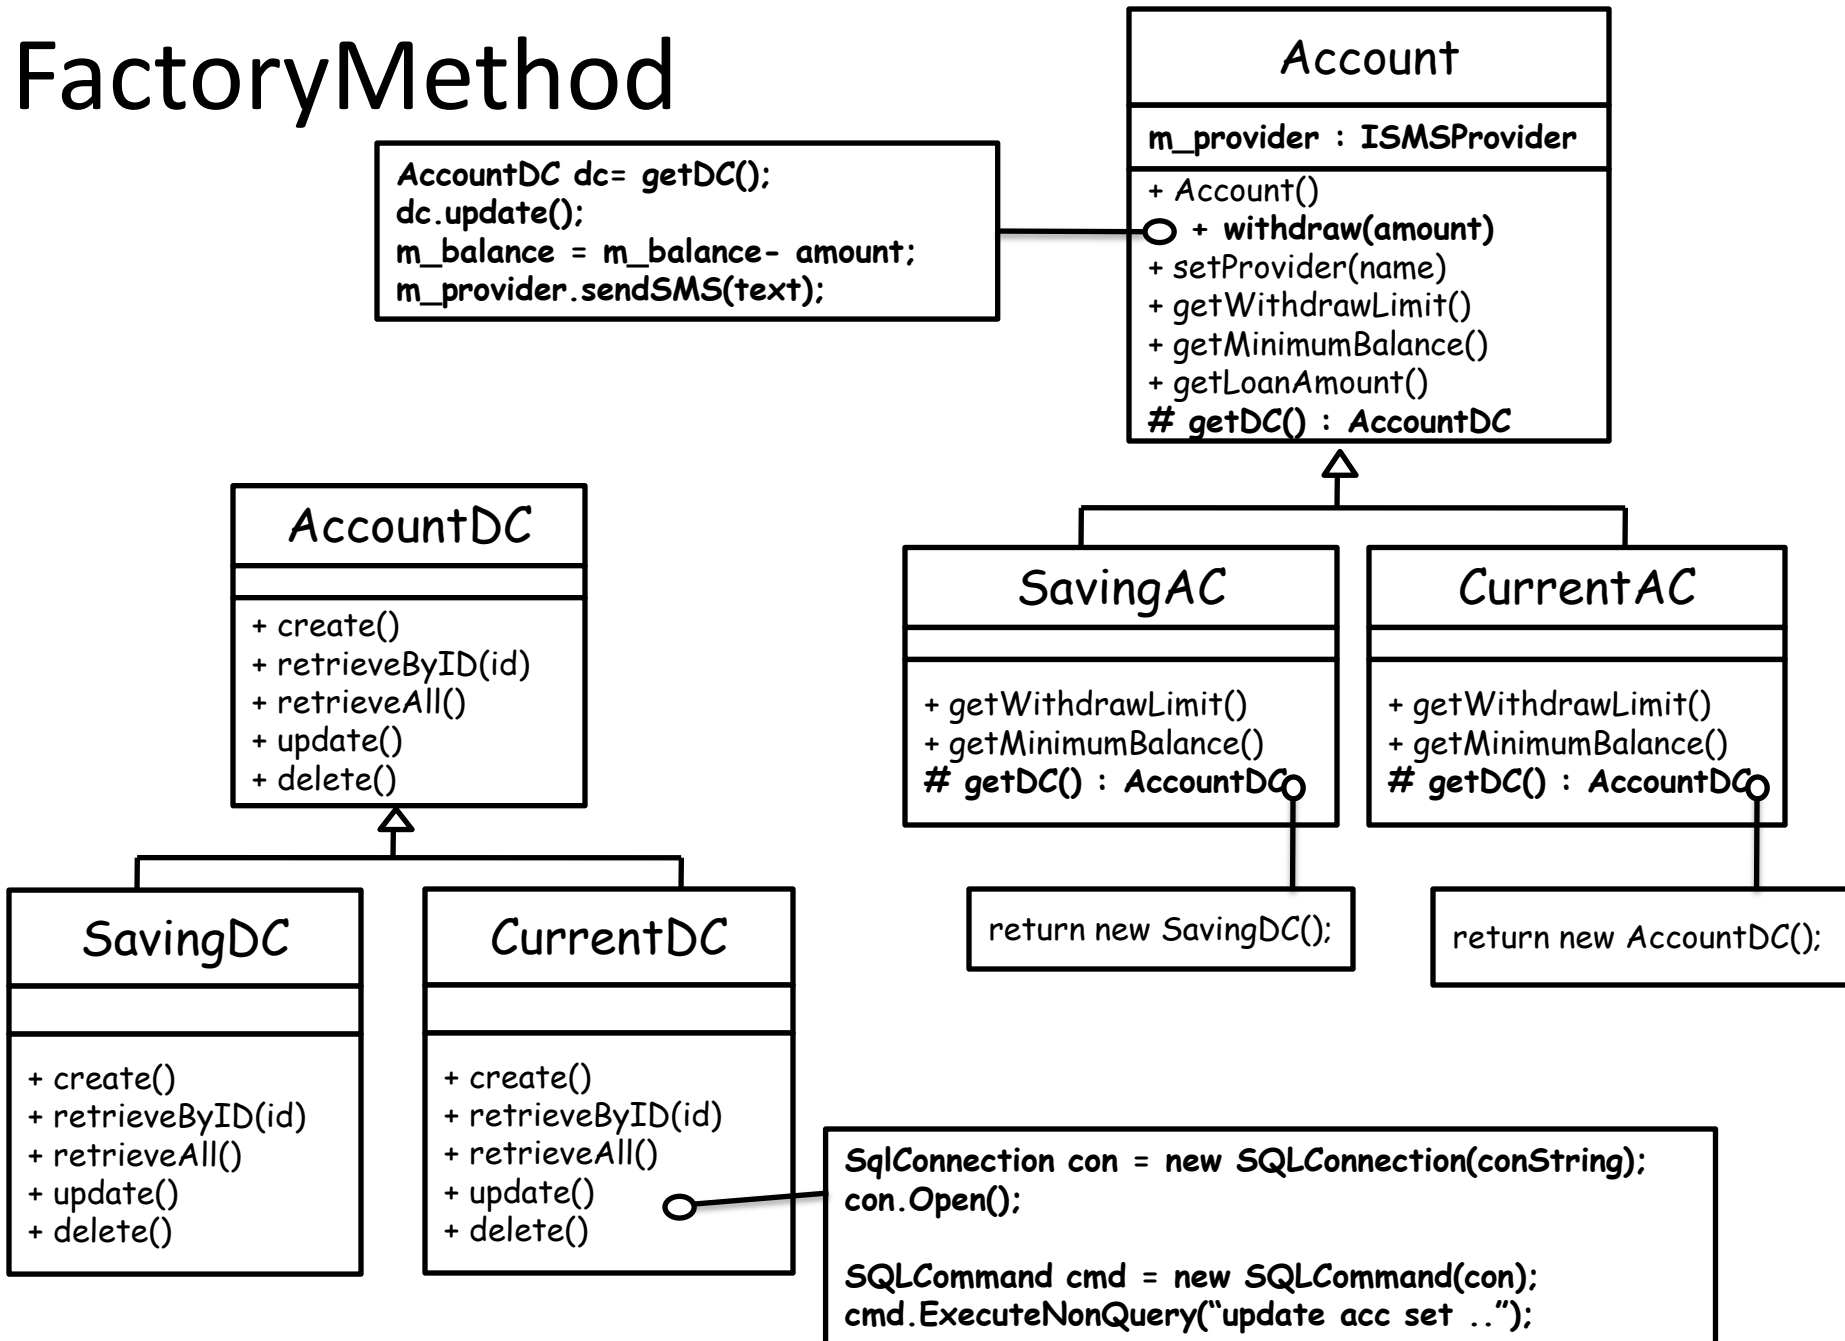 FactoryMethod
Account
m_provider : ISMSProvider
+ Account()
+ withdraw(amount)
+ setProvider(name)
+ getWithdrawLimit()
+ getMinimumBalance()
+ getLoanAmount()
# getDC() : AccountDC
AccountDC dc= getDC();
dc.update();
m_balance = m_balance- amount;
m_provider.sendSMS(text);
AccountDC
+ create()
+ retrieveByID(id)
+ retrieveAll()
+ update()
+ delete()
SavingAC
+ getWithdrawLimit()
+ getMinimumBalance()
# getDC() : AccountDC
CurrentAC
+ getWithdrawLimit()
+ getMinimumBalance()
# getDC() : AccountDC
return new SavingDC();
return new AccountDC();
SavingDC
+ create()
+ retrieveByID(id)
+ retrieveAll()
+ update()
+ delete()
CurrentDC
+ create()
+ retrieveByID(id)
+ retrieveAll()
+ update()
+ delete()
SqlConnection con = new SQLConnection(conString);
con.Open();
SQLCommand cmd = new SQLCommand(con);
cmd.ExecuteNonQuery(“update acc set ..”);